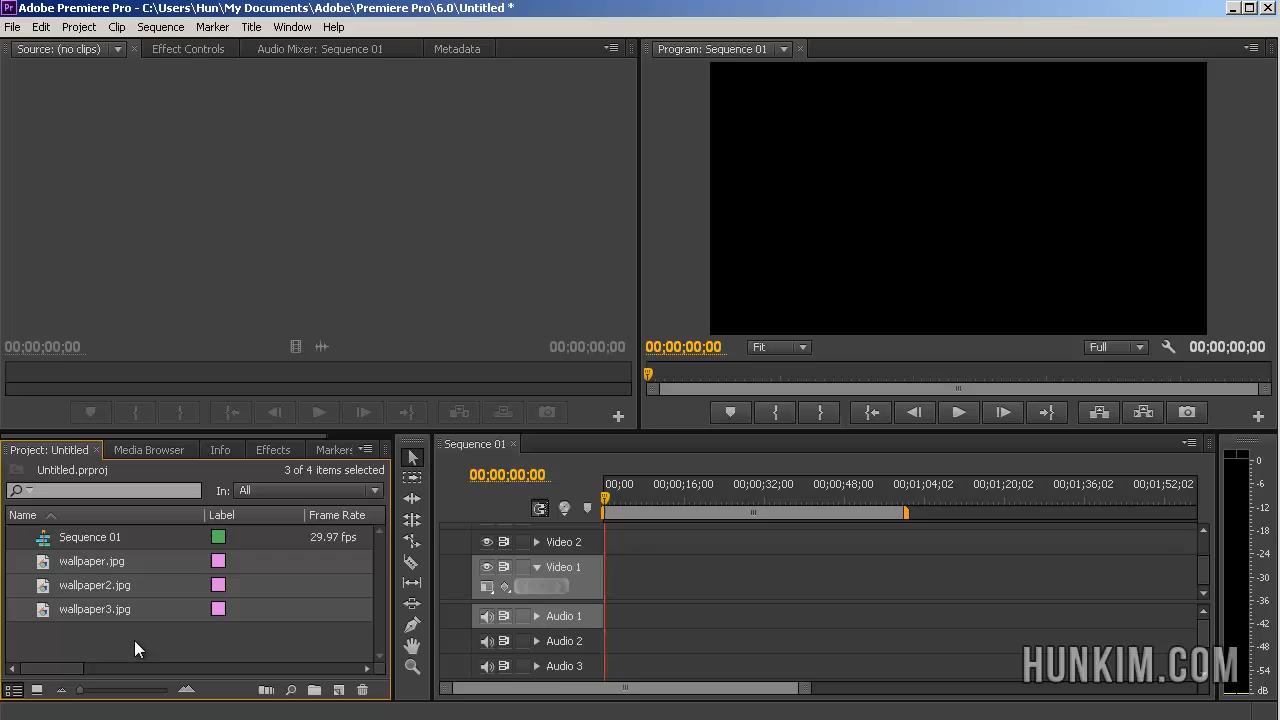 Adobe Premiere Pro - C:\Users\Hun\My Documents\Adobe\Premiere Pro\6.0\Untitled *
File Edit Project Clip Sequence Marker Title Window Help
Source: (no clips) Effect Controls Audio Mixer: Sequence 01 Metadata
Program: Sequence 01
00;00;00;00 00;00;00;00
00;00;00;00 Fit Full 00;00;00;00
Project: Untitled Media Browser Info Effects Markers
Untitled.prproj 3 of 4 items selected
In: All
Name Label Frame Rate
Sequence 01 29.97 fps
wallpaper.jpg
wallpaper2.jpg
wallpaper3.jpg
Sequence 01
00;00;00;00
00;00 00;00;16;00 00;00;32;00 00;00;48;00 00;01;04;02 00;01;20;02 00;01;36;02 00;01;52;02
Video 2
Video 1
Audio 1
Audio 2
Audio 3
0
-6
-12
-18
-24
-30
-36
-42
-48
-54
dB
HUNKIM.COM